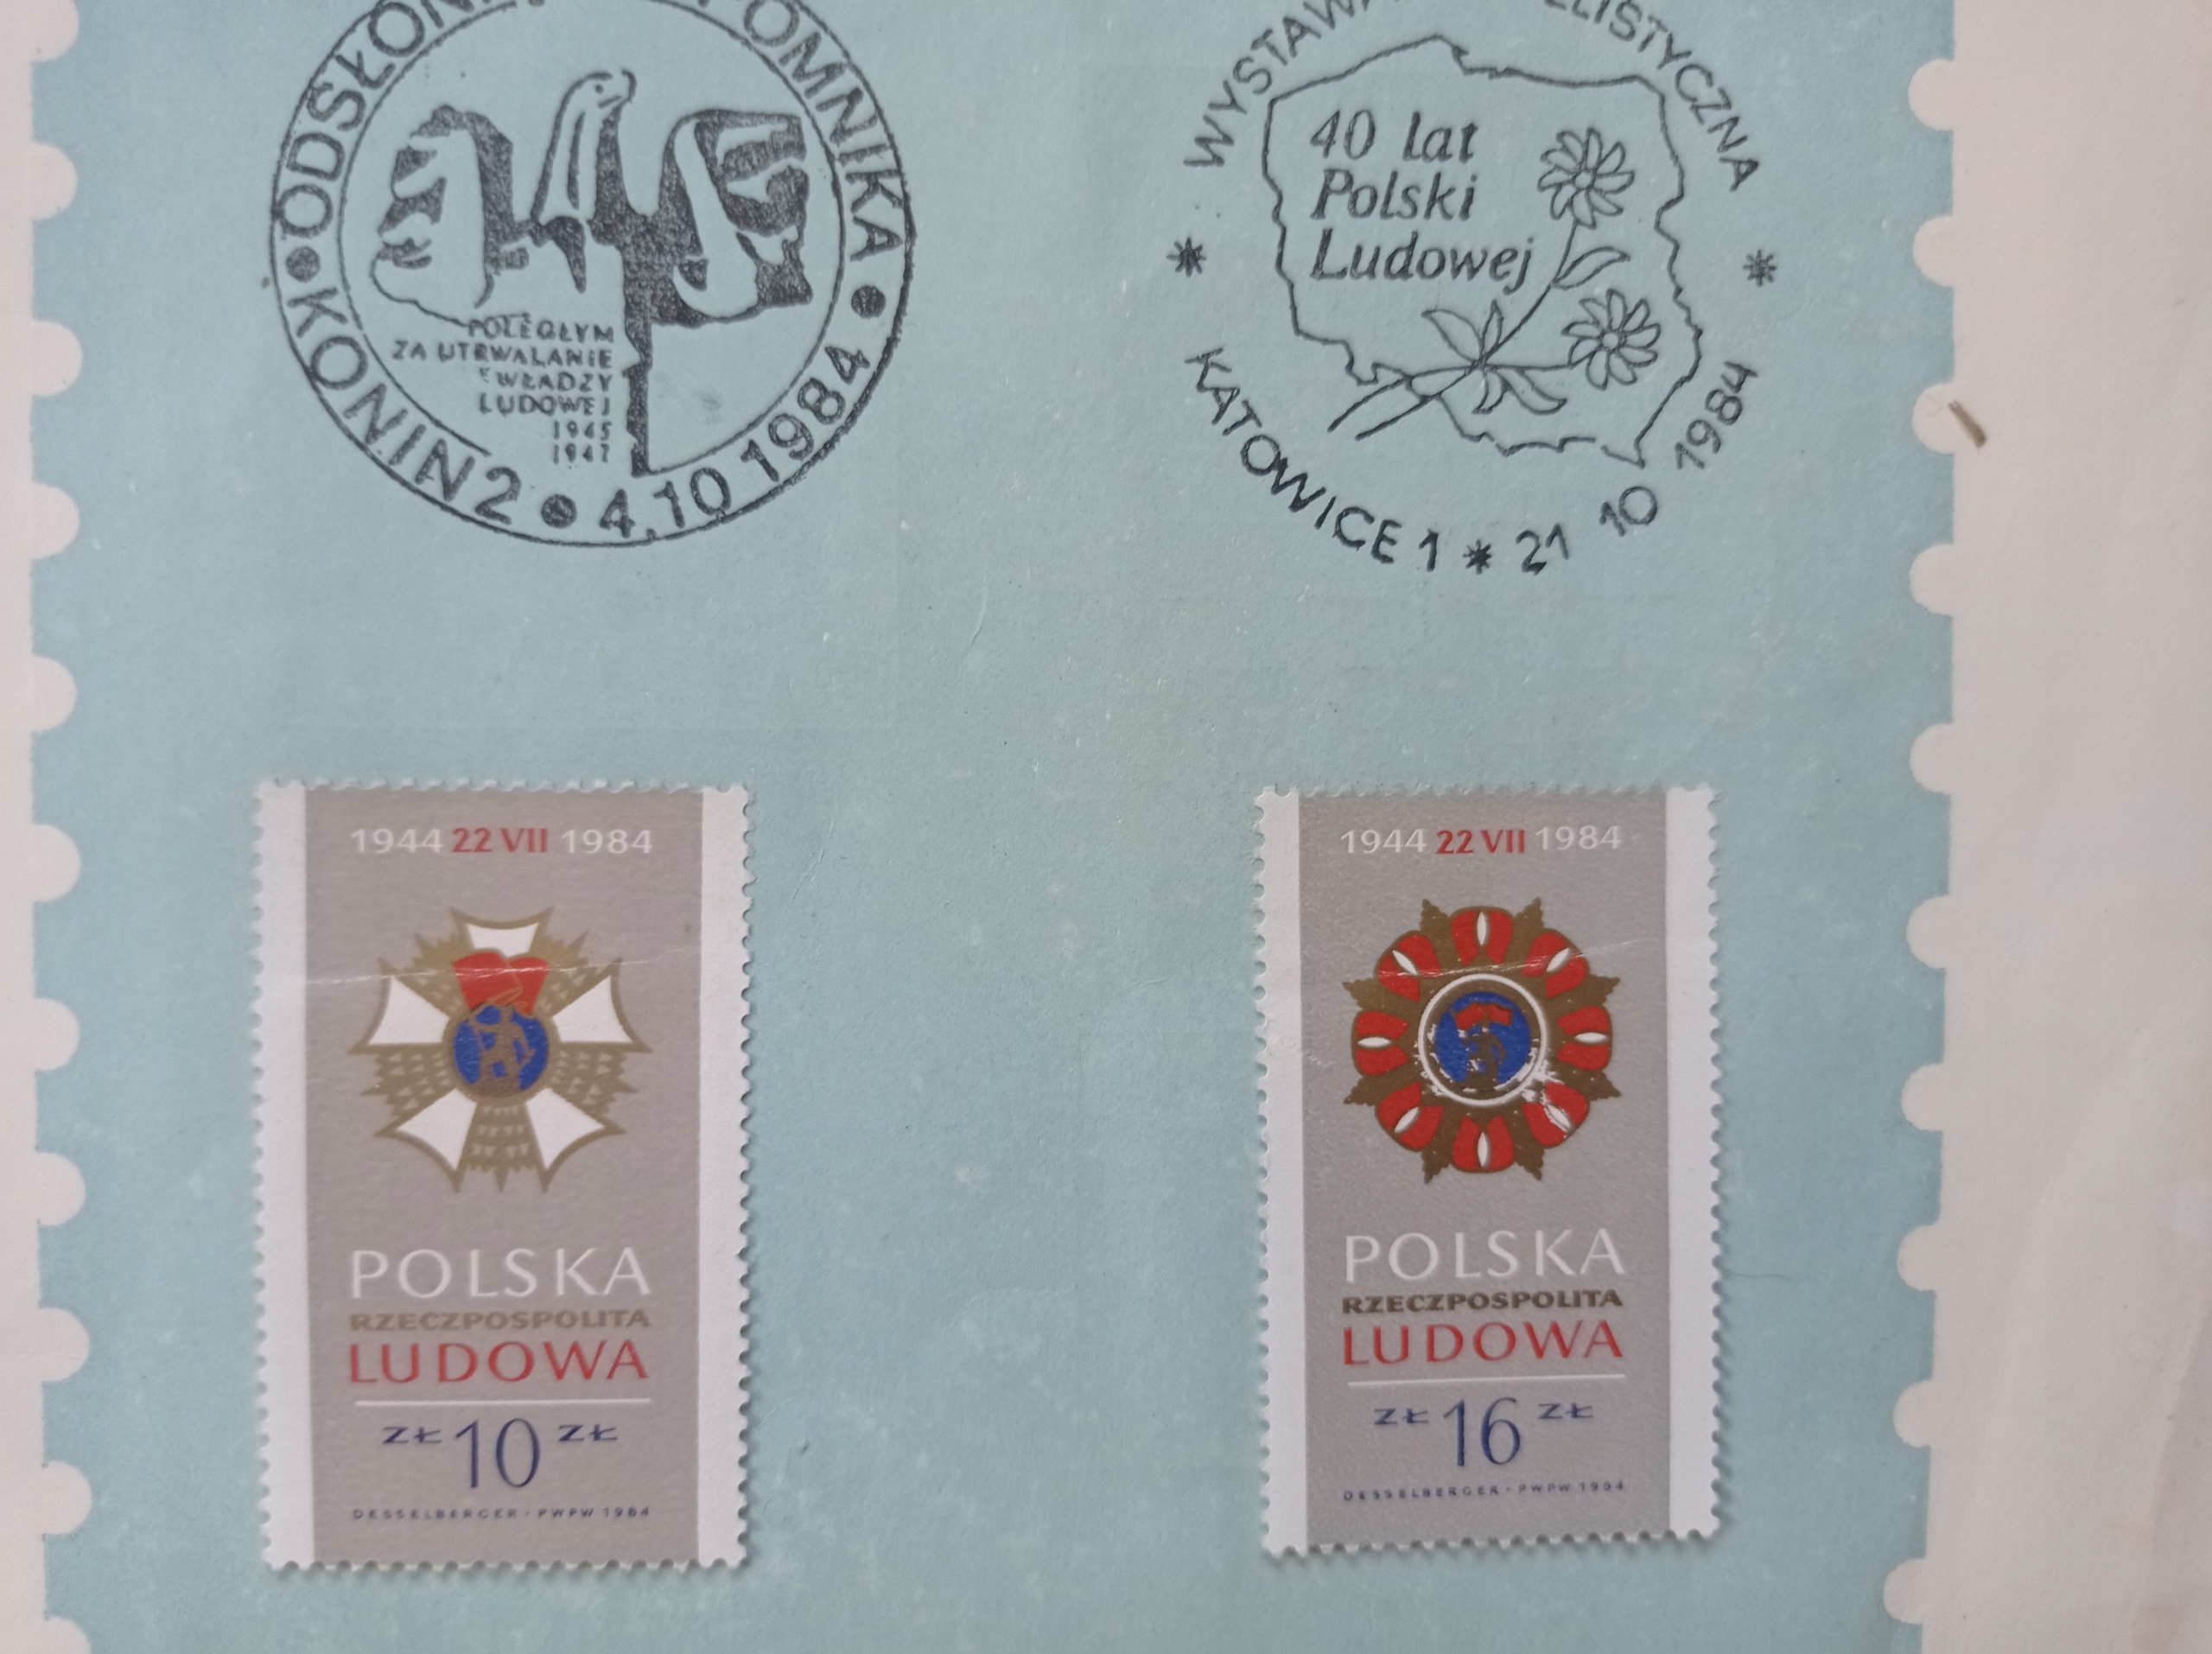 ODSŁON OMNIKA
POLEGŁYM
ZA UTRWALANIE
WŁADZY
LUDOWEJ
1945
1947
KONIN 2 4.10 1984
WYSTAWA LISTYCZNA
40 lat
Polski
Ludowej
KATOWICE 1 * 21 10 1984
1944 22 VII 1984
POLSKA
RZECZPOSPOLITA
LUDOWA
ZŁ 10 ZŁ
DESSELBERGER · PWPW 1984
1944 22 VII 1984
POLSKA
RZECZPOSPOLITA
LUDOWA
ZŁ 16 ZŁ
DESSELBERGER · PWPW 1984